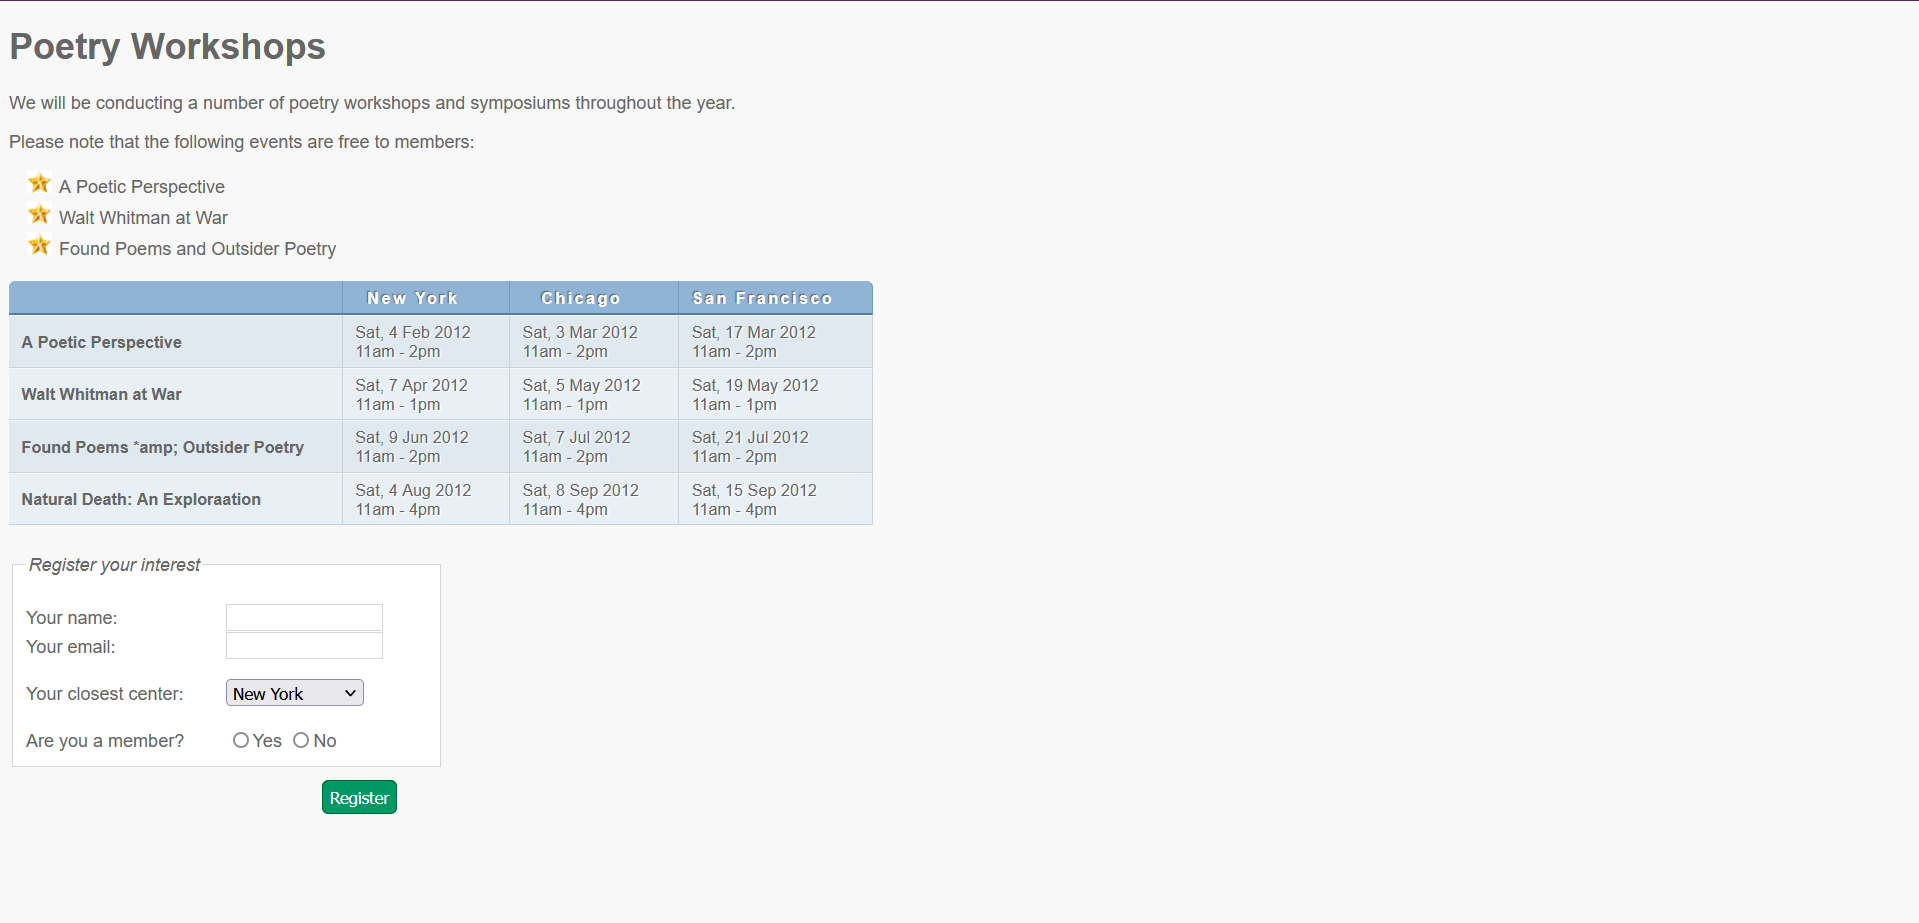 Poetry Workshops
We will be conducting a number of poetry workshops and symposiums throughout the year.
Please note that the following events are free to members:
A Poetic Perspective
Walt Whitman at War
Found Poems and Outsider Poetry
New York Chicago San Francisco
A Poetic Perspective
Sat, 4 Feb 2012
11am - 2pm
Sat, 3 Mar 2012
11am - 2pm
Sat, 17 Mar 2012
11am - 2pm
Walt Whitman at War
Sat, 7 Apr 2012
11am - 1pm
Sat, 5 May 2012
11am - 1pm
Sat, 19 May 2012
11am - 1pm
Found Poems *amp; Outsider Poetry
Sat, 9 Jun 2012
11am - 2pm
Sat, 7 Jul 2012
11am - 2pm
Sat, 21 Jul 2012
11am - 2pm
Natural Death: An Exploraation
Sat, 4 Aug 2012
11am - 4pm
Sat, 8 Sep 2012
11am - 4pm
Sat, 15 Sep 2012
11am - 4pm
Register your interest
Your name:
Your email:
Your closest center: New York
Are you a member? Yes No
Register